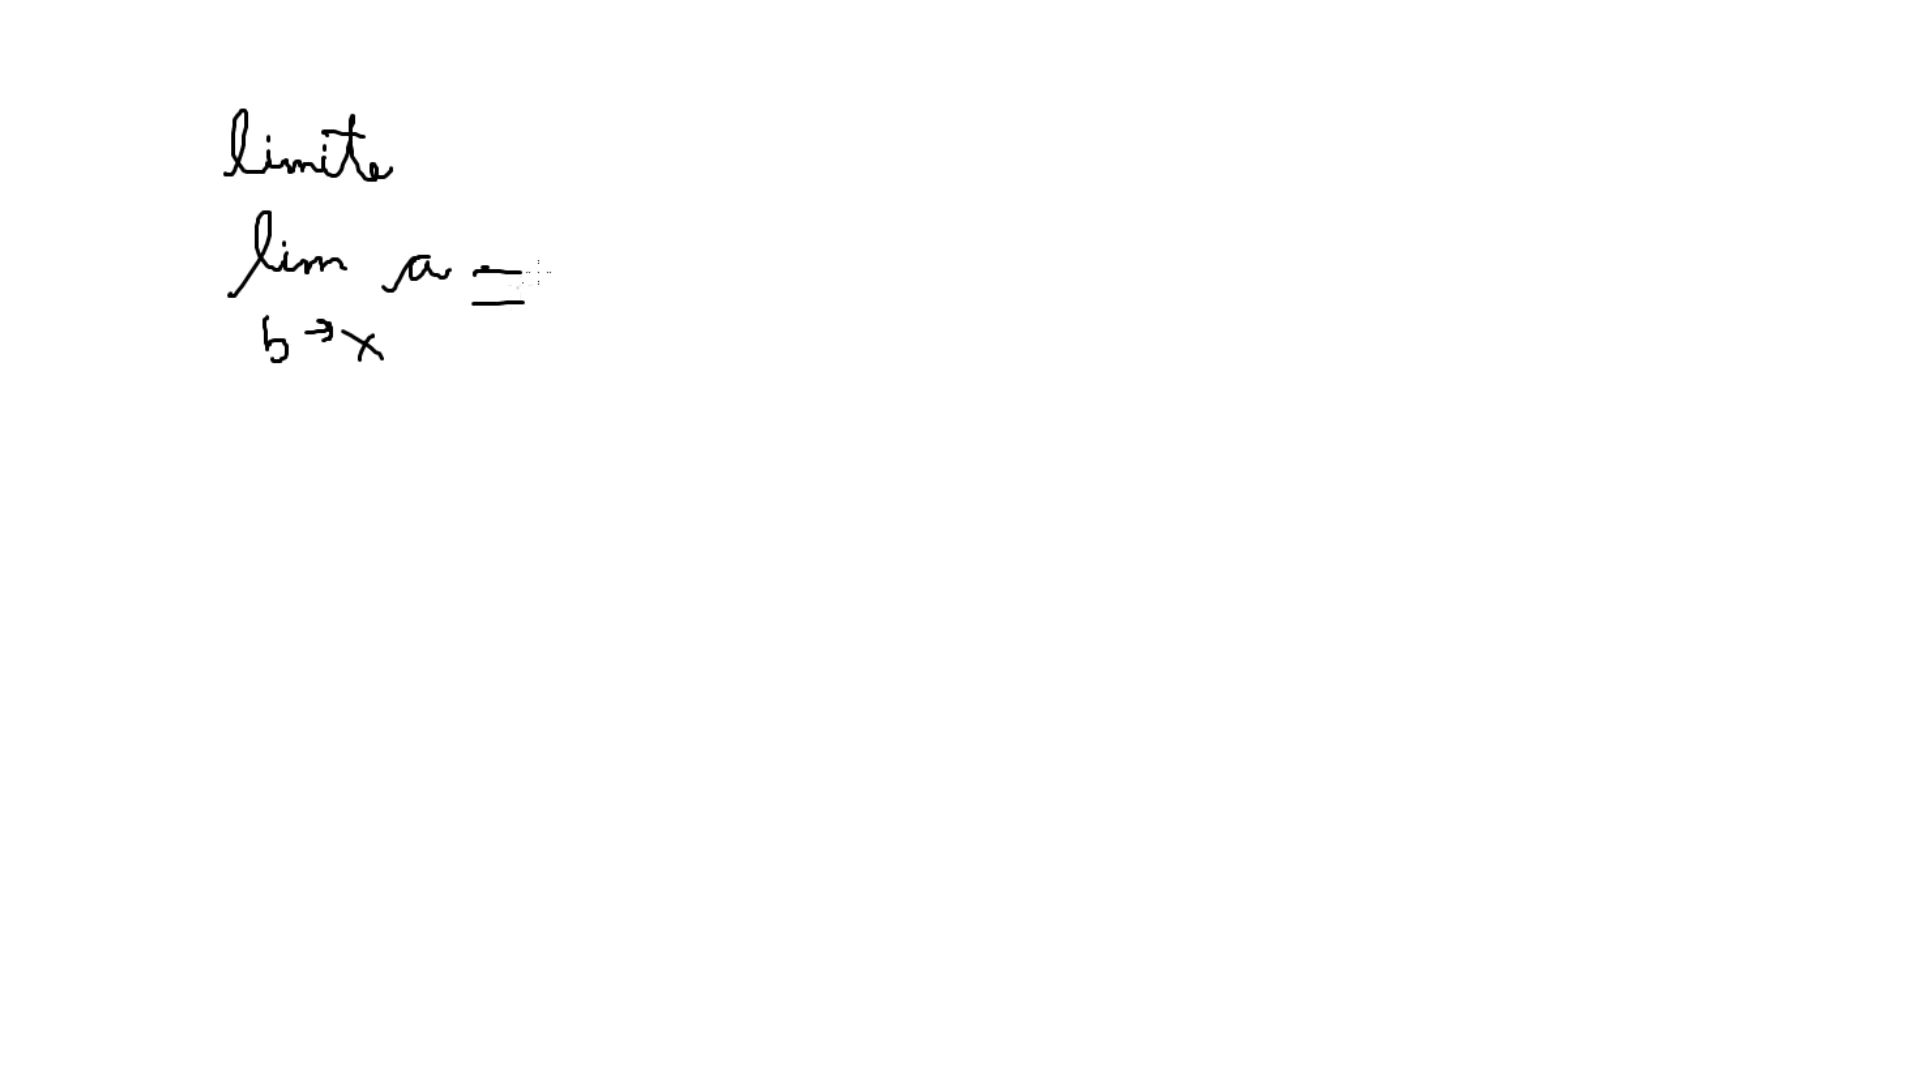 limite
lim a =
b → x